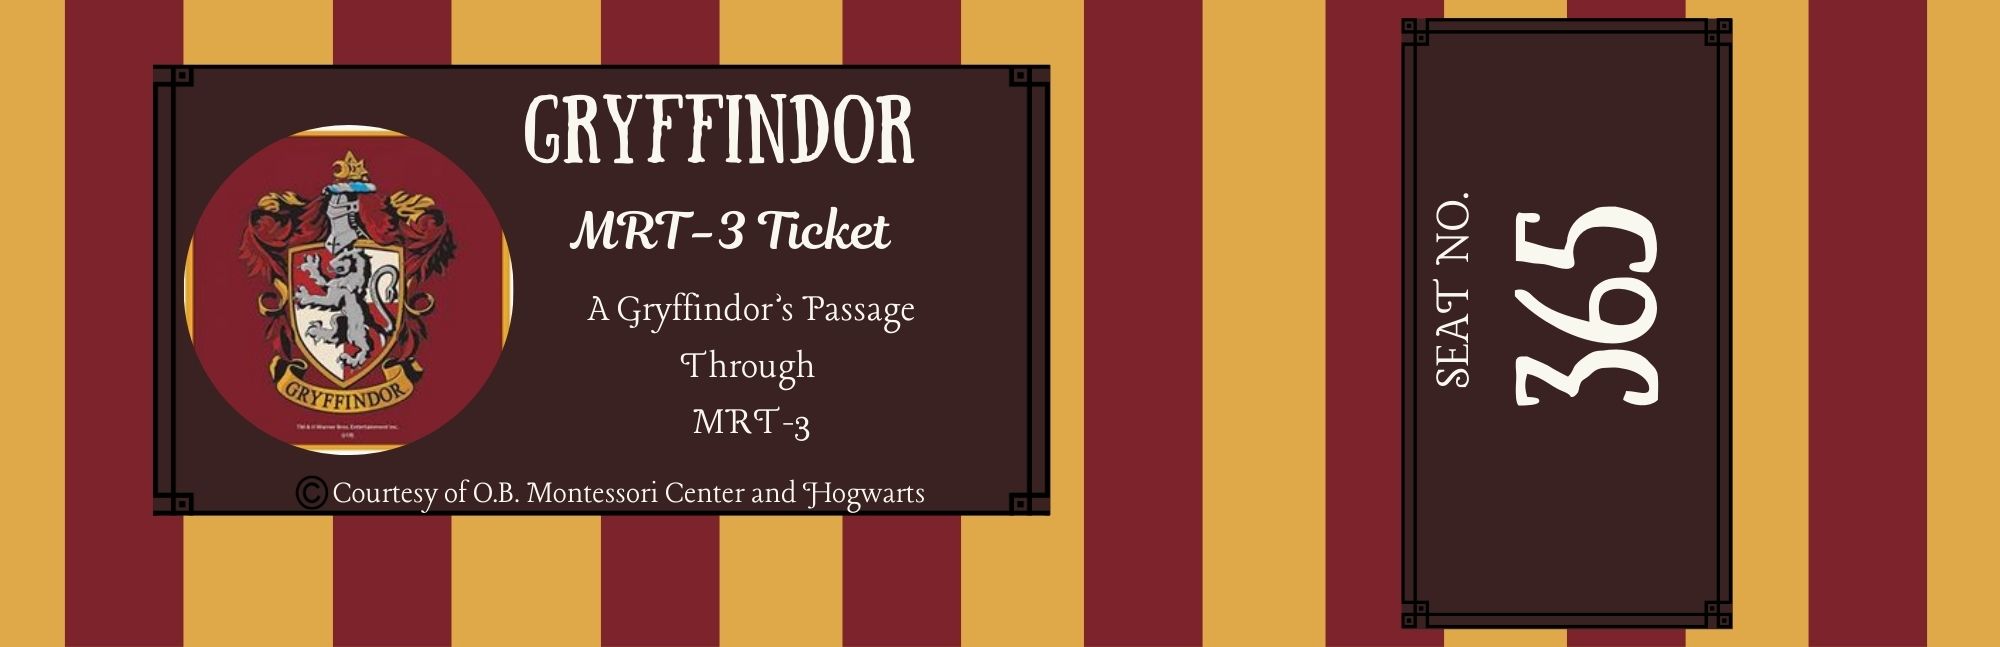 GRYFFINDOR
MRT-3 Ticket
A Gryffindor's Passage
Through
MRT-3
GRYFFINDOR
© Courtesy of O.B. Montessori Center and Hogwarts
SEAT NO.
365